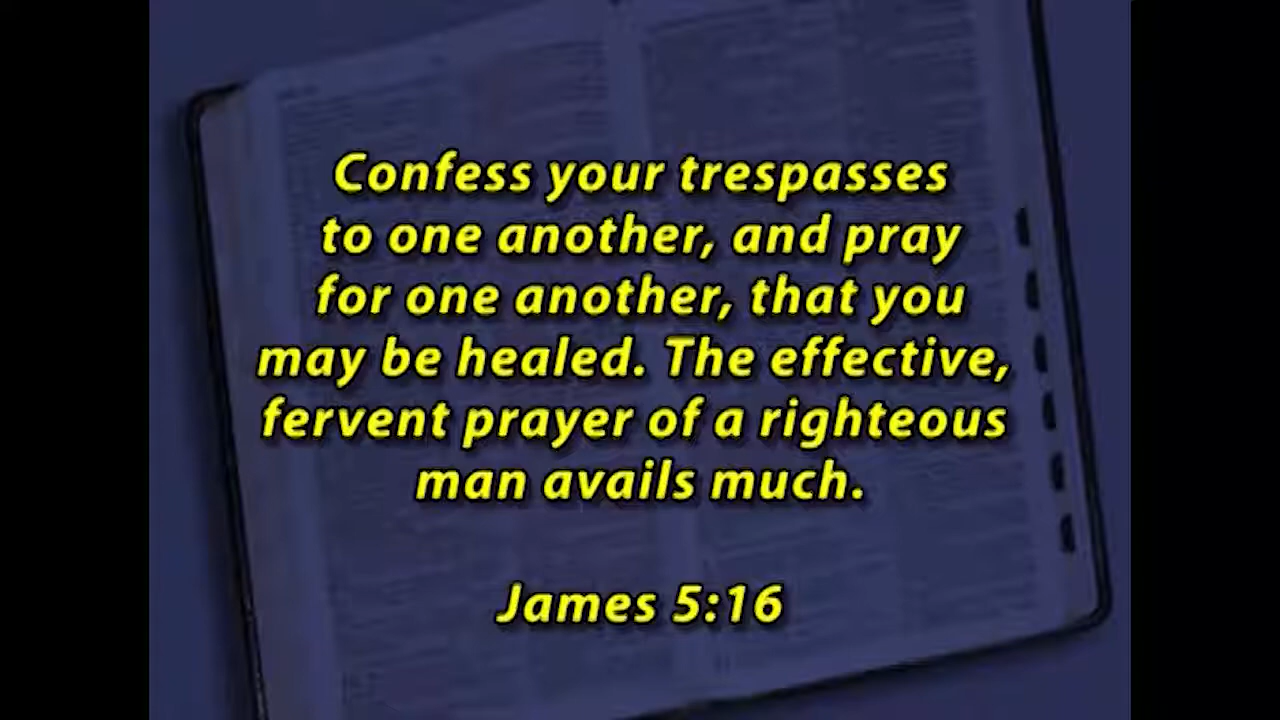 Confess your trespasses
to one another, and pray
for one another, that you
may be healed. The effective,
fervent prayer of a righteous
man avails much.
James 5:16